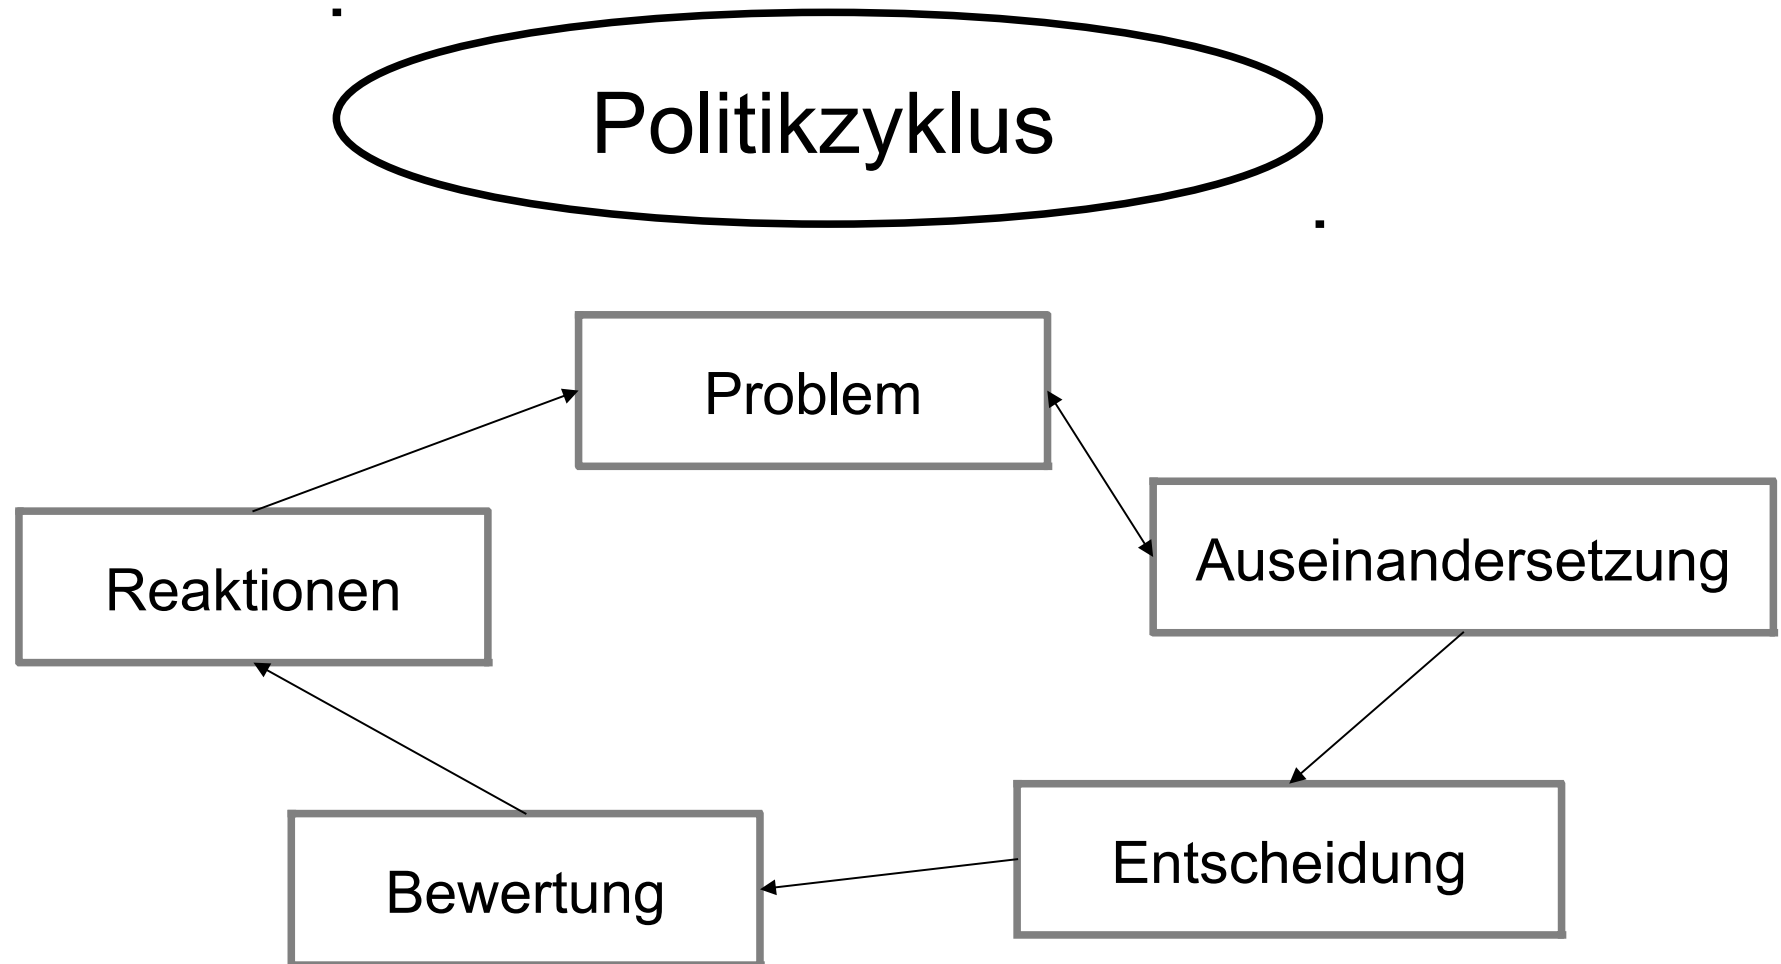 Politikzyklus
Problem
Auseinandersetzung
Reaktionen
Entscheidung
Bewertung